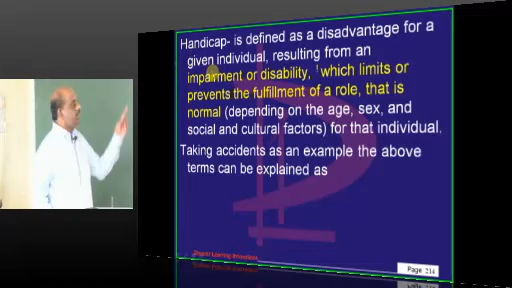 Handicap- is defined as a disadvantage for a
given individual, resulting from an
impairment or disability, which limits or
prevents the fulfillment of a role, that is
normal (depending on the age, sex, and
social and cultural factors) for that individual.
Taking accidents as an example the above
terms can be explained as
Learning
Page 214